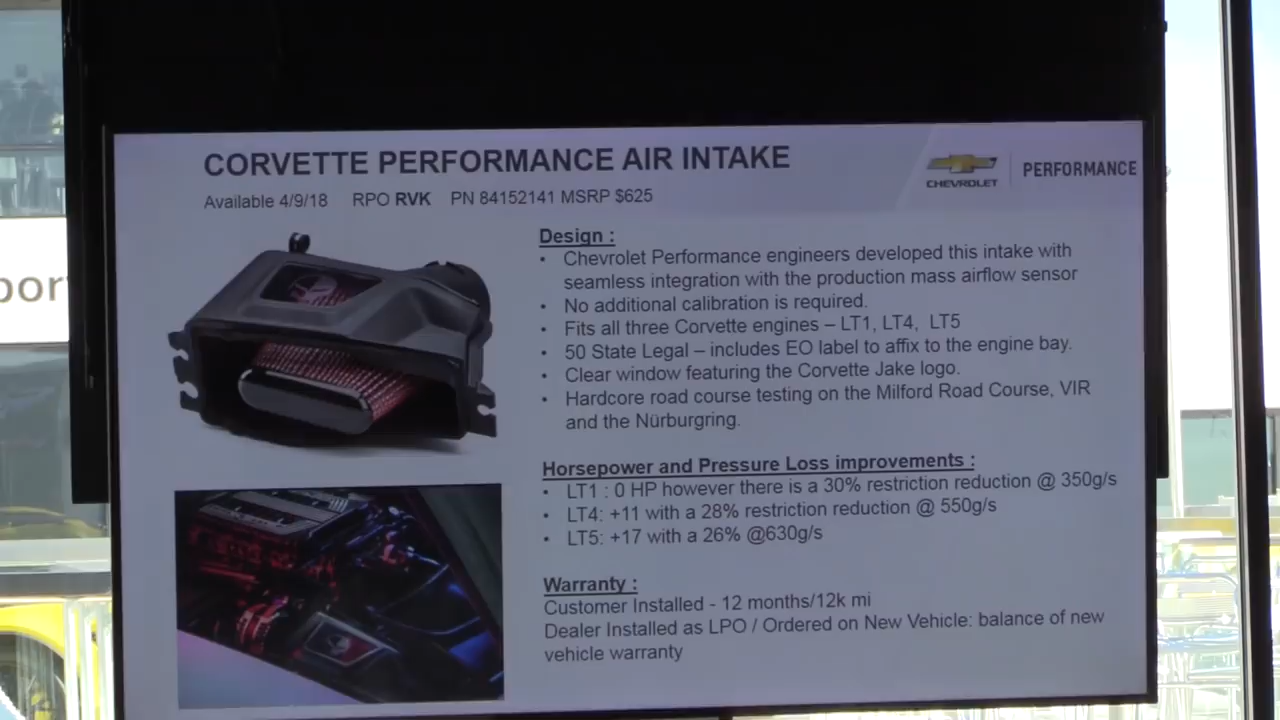 CORVETTE PERFORMANCE AIR INTAKE
CHEVROLET PERFORMANCE
Available 4/9/18 RPO RVK PN 84152141 MSRP $625
Design :
• Chevrolet Performance engineers developed this intake with
seamless integration with the production mass airflow sensor
• No additional calibration is required.
• Fits all three Corvette engines – LT1, LT4, LT5
• 50 State Legal – includes EO label to affix to the engine bay.
• Clear window featuring the Corvette Jake logo.
• Hardcore road course testing on the Milford Road Course, VIR
and the Nürburgring.
Horsepower and Pressure Loss improvements :
• LT1 : 0 HP however there is a 30% restriction reduction @ 350g/s
• LT4: +11 with a 28% restriction reduction @ 550g/s
• LT5: +17 with a 26% @630g/s
Warranty :
Customer Installed - 12 months/12k mi
Dealer Installed as LPO / Ordered on New Vehicle: balance of new
vehicle warranty